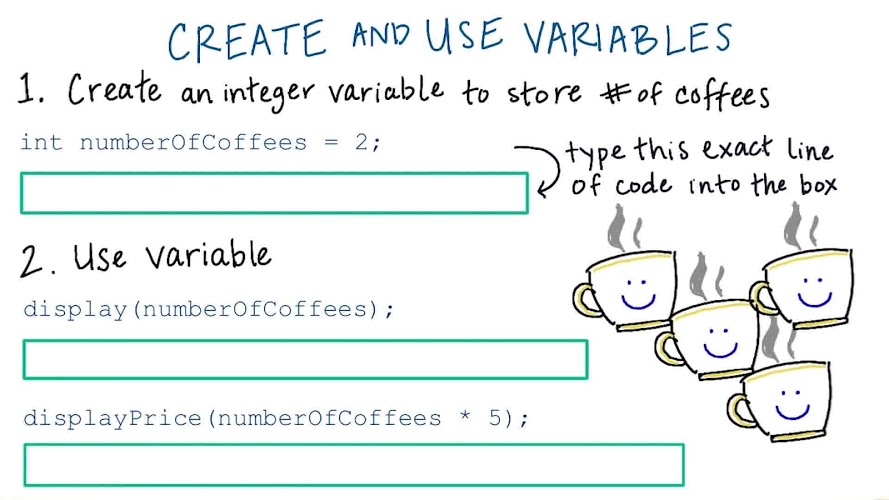 CREATE AND USE VARIABLES
1. Create an integer variable to store # of coffees
int numberOfCoffees = 2;
type this exact line
of code into the box
2. Use variable
display(numberOfCoffees);
displayPrice(numberOfCoffees * 5);